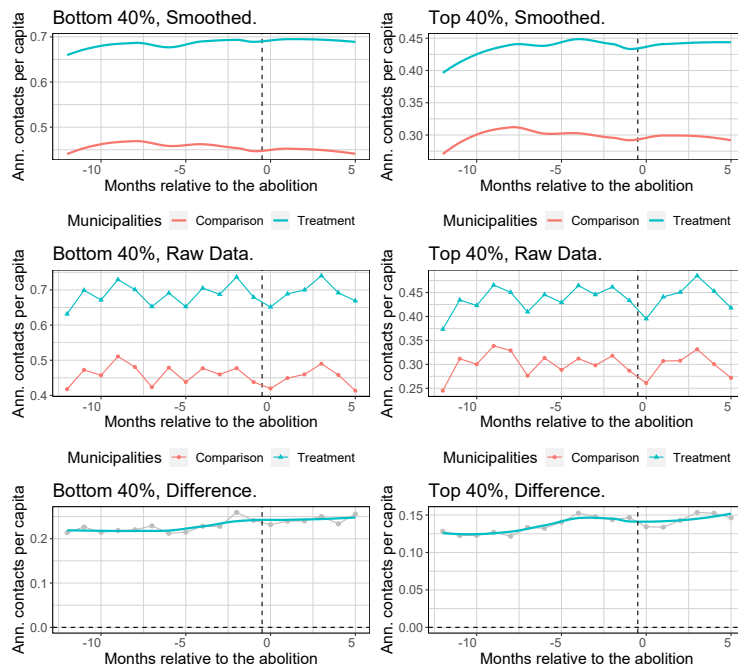 Bottom 40%, Smoothed.
Ann. contacts per capita
0.7
0.5
-10 -5 0 5
Months relative to the abolition
Municipalities Comparison Treatment
Top 40%, Smoothed.
Ann. contacts per capita
0.45
0.40
0.35
0.30
-10 -5 0 5
Months relative to the abolition
Municipalities Comparison Treatment
Bottom 40%, Raw Data.
Ann. contacts per capita
0.7
0.6
0.5
0.4
-10 -5 0 5
Months relative to the abolition
Municipalities Comparison Treatment
Top 40%, Raw Data.
Ann. contacts per capita
0.45
0.40
0.35
0.30
0.25
-10 -5 0 5
Months relative to the abolition
Municipalities Comparison Treatment
Bottom 40%, Difference.
Ann. contacts per capita
0.2
0.1
0.0
-10 -5 0 5
Months relative to the abolition
Top 40%, Difference.
Ann. contacts per capita
0.15
0.10
0.05
0.00
-10 -5 0 5
Months relative to the abolition